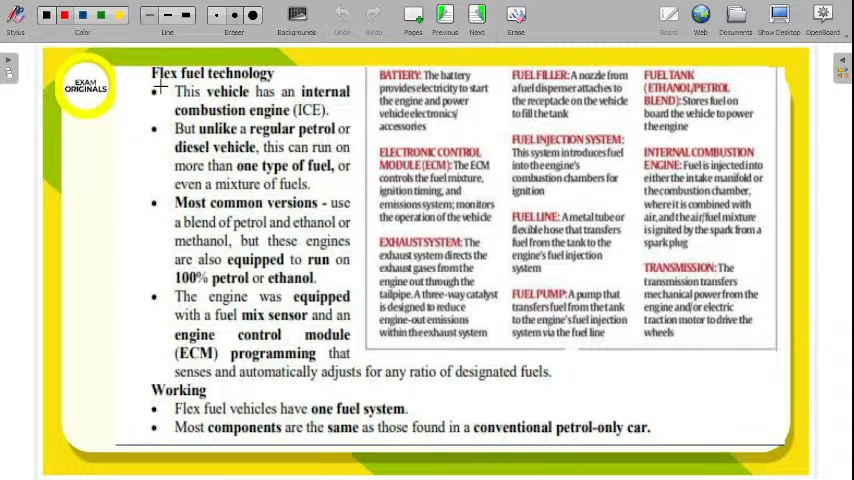 Stylus
Color
Line
Eraser
Backgrounds
Undo
Redo
Pages
Previous
Next
Erase
Board
Web
Documents
Show Desktop
OpenBoard
EXAM
ORIGINALS
Flex fuel technology
• This vehicle has an internal
combustion engine (ICE).
• But unlike a regular petrol or
diesel vehicle, this can run on
more than one type of fuel, or
even a mixture of fuels.
• Most common versions - use
a blend of petrol and ethanol or
methanol, but these engines
are also equipped to run on
100% petrol or ethanol.
• The engine was equipped
with a fuel mix sensor and an
engine control module
(ECM) programming that
senses and automatically adjusts for any ratio of designated fuels.
BATTERY: The battery
provides electricity to start
the engine and power
vehicle electronics/
accessories
ELECTRONIC CONTROL
MODULE (ECM): The ECM
controls the fuel mixture,
ignition timing, and
emissions system; monitors
the operation of the vehicle
EXHAUST SYSTEM: The
exhaust system directs the
exhaust gases from the
engine out through the
tailpipe. A three-way catalyst
is designed to reduce
engine-out emissions
within the exhaust system
FUEL FILLER: A nozzle from
a fuel dispenser attaches to
the receptacle on the vehicle
to fill the tank
FUEL INJECTION SYSTEM:
This system introduces fuel
into the engine's
combustion chambers for
ignition
FUEL LINE: A metal tube or
flexible hose that transfers
fuel from the tank to the
engine's fuel injection
system
FUEL PUMP: A pump that
transfers fuel from the tank
to the engine's fuel injection
system via the fuel line
FUEL TANK
(ETHANOL/PETROL
BLEND): Stores fuel on
board the vehicle to power
the engine
INTERNAL COMBUSTION
ENGINE: Fuel is injected into
either the intake manifold or
the combustion chamber,
where it is combined with
air, and the air/fuel mixture
is ignited by the spark from a
spark plug
TRANSMISSION: The
transmission transfers
mechanical power from the
engine and/or electric
traction motor to drive the
wheels
Working
• Flex fuel vehicles have one fuel system.
• Most components are the same as those found in a conventional petrol-only car.